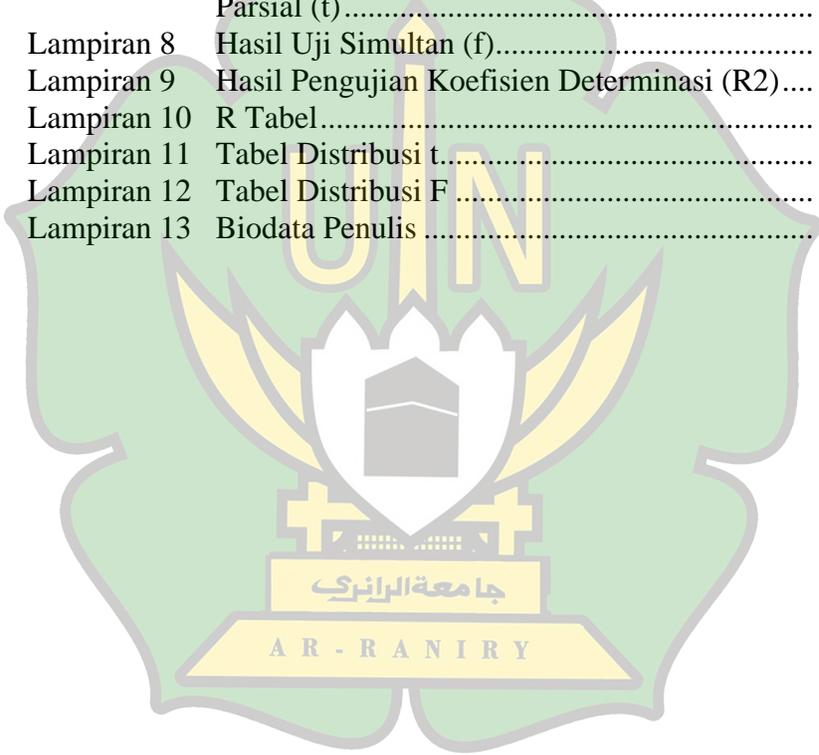 Parsial (t)................................................................
Lampiran 8 Hasil Uji Simultan (f)..........................................
Lampiran 9 Hasil Pengujian Koefisien Determinasi (R2)....
Lampiran 10 R Tabel................................................................
Lampiran 11 Tabel Distribusi t..................................................
Lampiran 12 Tabel Distribusi F ................................................
Lampiran 13 Biodata Penulis ....................................................
UIN
جامعةالرانري
AR-RANIRY